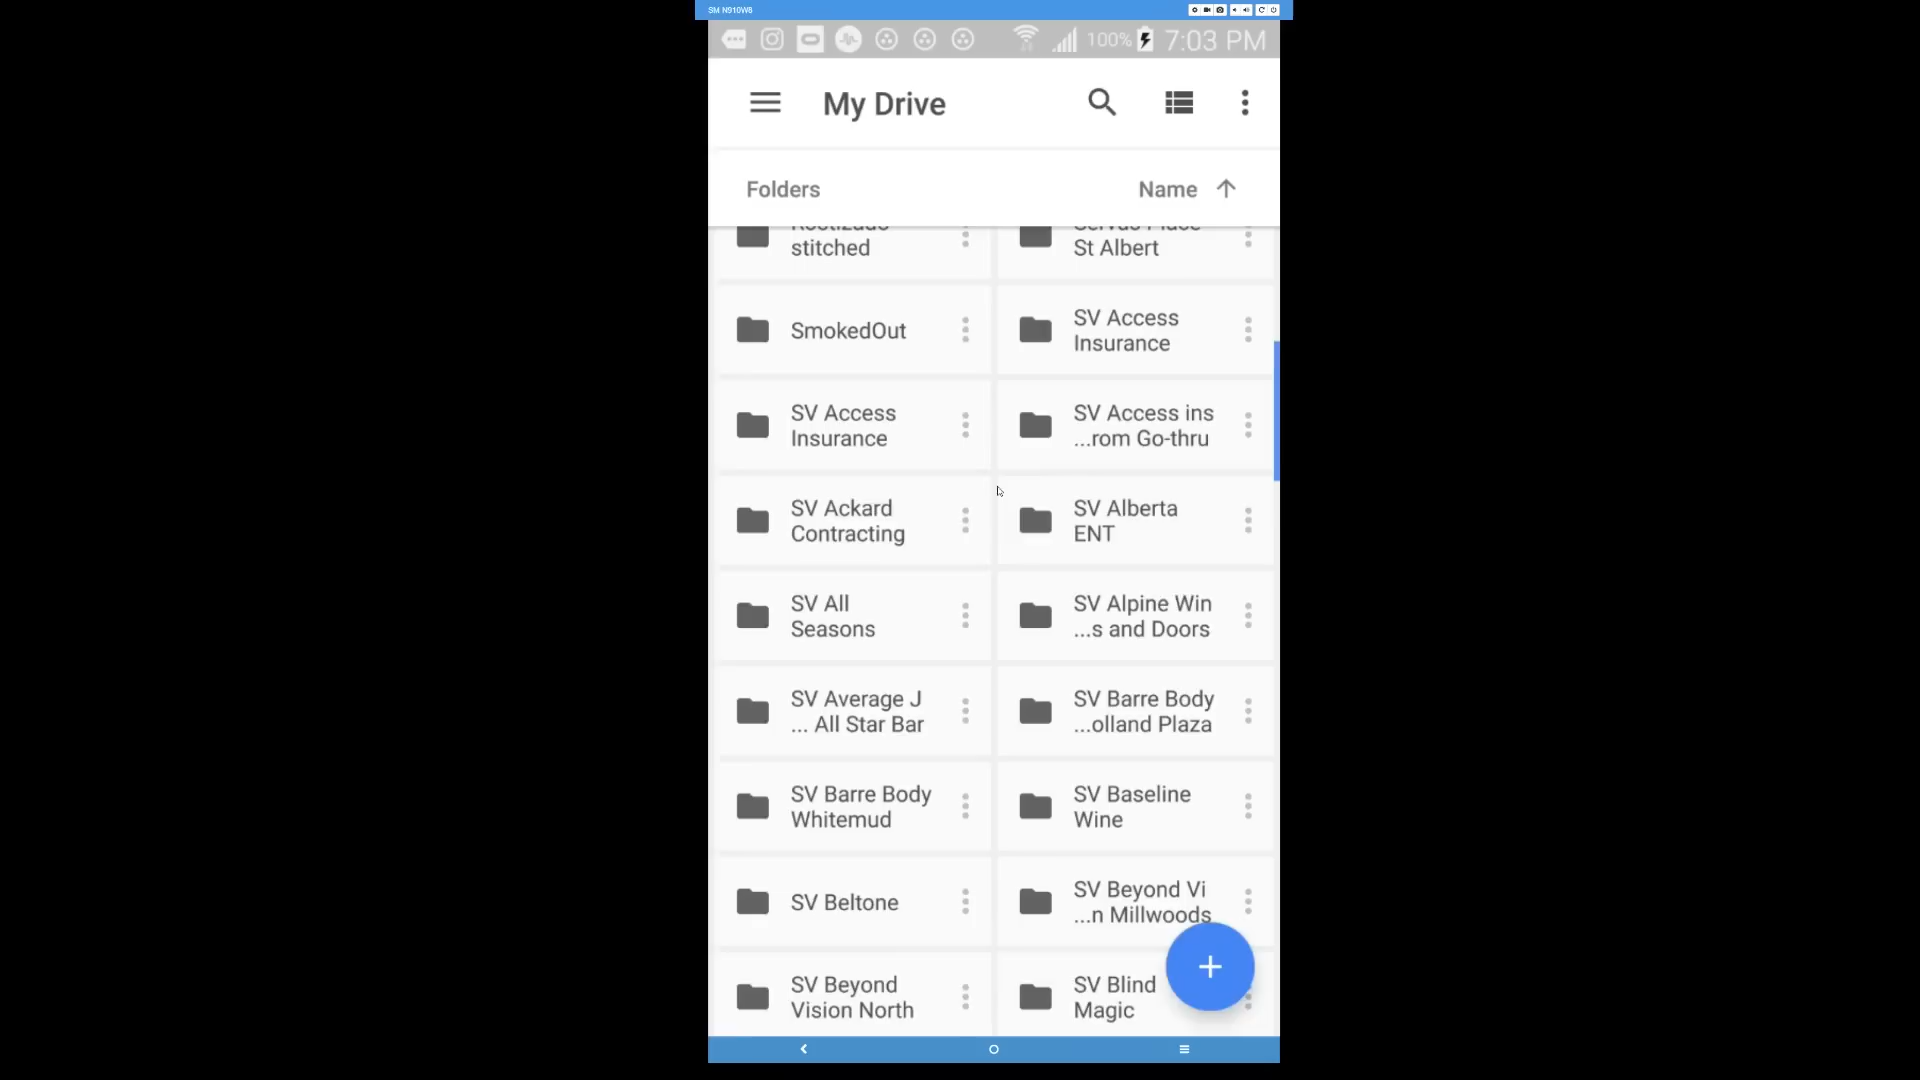 SM N910W8
100% 7:03 PM
My Drive
Folders Name
stitched
St Albert
SmokedOut
SV Access
Insurance
SV Access
Insurance
SV Access ins
...rom Go-thru
SV Ackard
Contracting
SV Alberta
ENT
SV All
Seasons
SV Alpine Win
...s and Doors
SV Average J
... All Star Bar
SV Barre Body
...olland Plaza
SV Barre Body
Whitemud
SV Baseline
Wine
SV Beltone
SV Beyond Vi
...n Millwoods
SV Beyond
Vision North
SV Blind
Magic